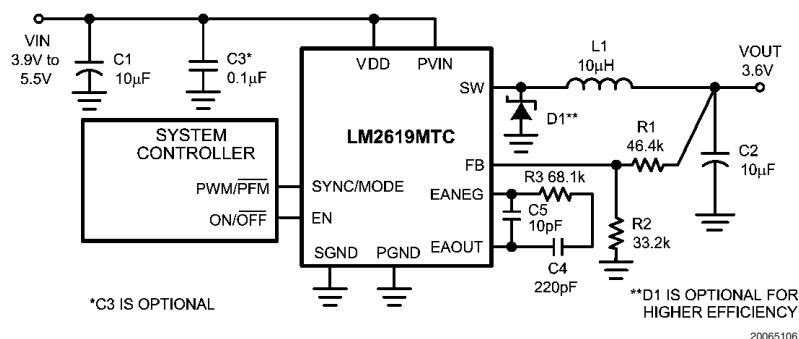 VIN
3.9V to
5.5V
C1
10µF
C3*
0.1µF
VDD
PVIN
SW
L1
10µH
VOUT
3.6V
D1**
SYSTEM
CONTROLLER
LM2619MTC
R1
46.4k
C2
10µF
FB
PWM/PFM
SYNC/MODE
EANEG
R3 68.1k
ON/OFF
EN
C5
10pF
R2
33.2k
SGND
PGND
EAOUT
C4
220pF
*C3 IS OPTIONAL
**D1 IS OPTIONAL FOR
HIGHER EFFICIENCY
20065106